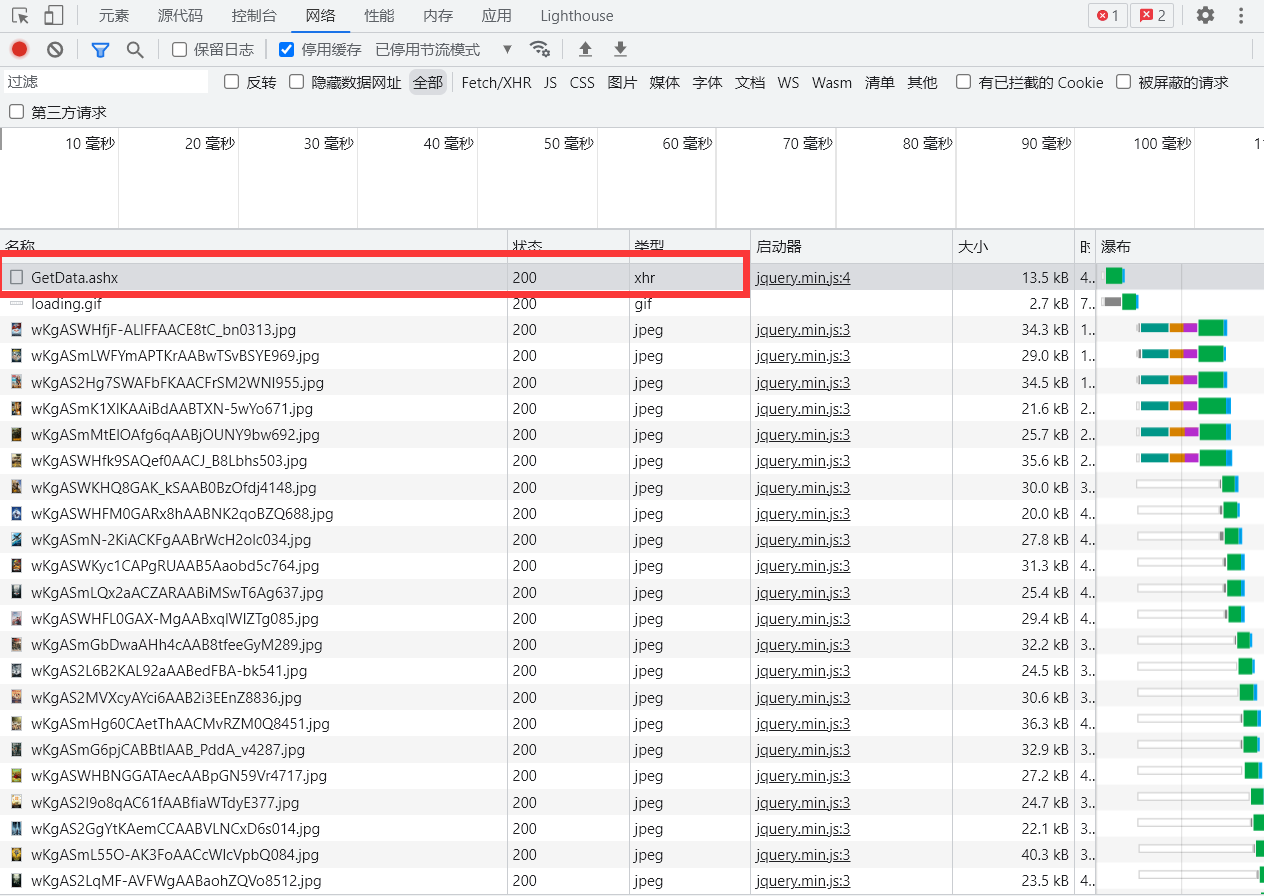 元素 源代码 控制台 网络 性能 内存 应用 Lighthouse 1 2
保留日志 停用缓存 已停用节流模式
过滤 反转 隐藏数据网址 全部 Fetch/XHR JS CSS 图片 媒体 字体 文档 WS Wasm 清单 其他 有已拦截的 Cookie 被屏蔽的请求
第三方请求
10 毫秒 20 毫秒 30 毫秒 40 毫秒 50 毫秒 60 毫秒 70 毫秒 80 毫秒 90 毫秒 100 毫秒
名称 状态 类型 启动器 大小 瀑布
GetData.ashx 200 xhr jquery.min.js:4 13.5 kB 4..
loading.gif 200 gif 2.7 kB 7..
wKgASWHfjF-ALIFFAACE8tC_bn0313.jpg 200 jpeg jquery.min.js:3 34.3 kB 1..
wKgASmLWFYmAPTKrAABwTSvBSYE969.jpg 200 jpeg jquery.min.js:3 29.0 kB 1..
wKgAS2Hg7SWAFbFKAACFrSM2WNI955.jpg 200 jpeg jquery.min.js:3 34.5 kB 1..
wKgASmK1XIKAAiBdAABTXN-5wYo671.jpg 200 jpeg jquery.min.js:3 21.6 kB 2..
wKgASmMtEIOAfg6qAABjOUNY9bw692.jpg 200 jpeg jquery.min.js:3 25.7 kB 2..
wKgASWHfk9SAQef0AACJ_B8Lbhs503.jpg 200 jpeg jquery.min.js:3 35.6 kB 2..
wKgASWKHQ8GAK_kSAAB0BzOfdj4148.jpg 200 jpeg jquery.min.js:3 30.0 kB 3..
wKgASWHFM0GARx8hAABNK2qoBZQ688.jpg 200 jpeg jquery.min.js:3 20.0 kB 4..
wKgASmN-2KiACKFgAABrWcH2olc034.jpg 200 jpeg jquery.min.js:3 27.8 kB 4..
wKgASWKyc1CAPgRUAAB5Aaobd5c764.jpg 200 jpeg jquery.min.js:3 31.3 kB 4..
wKgASmLQx2aACZARAABiMSwT6Ag637.jpg 200 jpeg jquery.min.js:3 25.4 kB 4..
wKgASWHFL0GAX-MgAABxqlWIZTg085.jpg 200 jpeg jquery.min.js:3 29.4 kB 4..
wKgASmGbDwaAHh4cAAB8tfeeGyM289.jpg 200 jpeg jquery.min.js:3 32.2 kB 3..
wKgAS2L6B2KAL92aAABedFBA-bk541.jpg 200 jpeg jquery.min.js:3 24.5 kB 3..
wKgAS2MVXcyAYci6AAB2i3EEnZ8836.jpg 200 jpeg jquery.min.js:3 30.6 kB 3..
wKgASmHg60CAetThAACMvRZM0Q8451.jpg 200 jpeg jquery.min.js:3 36.3 kB 4..
wKgASmG6pjCABBtIAAB_PddA_v4287.jpg 200 jpeg jquery.min.js:3 32.9 kB 3..
wKgASWHBNGGATAecAABpGN59Vr4717.jpg 200 jpeg jquery.min.js:3 27.2 kB 4..
wKgAS2I9o8qAC61fAABfiaWTdyE377.jpg 200 jpeg jquery.min.js:3 24.7 kB 3..
wKgAS2GgYtKAemCCAABVLNCxD6s014.jpg 200 jpeg jquery.min.js:3 22.1 kB 3..
wKgASmL55O-AK3FoAACcWIcVpbQ084.jpg 200 jpeg jquery.min.js:3 40.3 kB 3..
wKgAS2LqMF-AVFWgAABaohZQVo8512.jpg 200 jpeg jquery.min.js:3 23.5 kB 4..